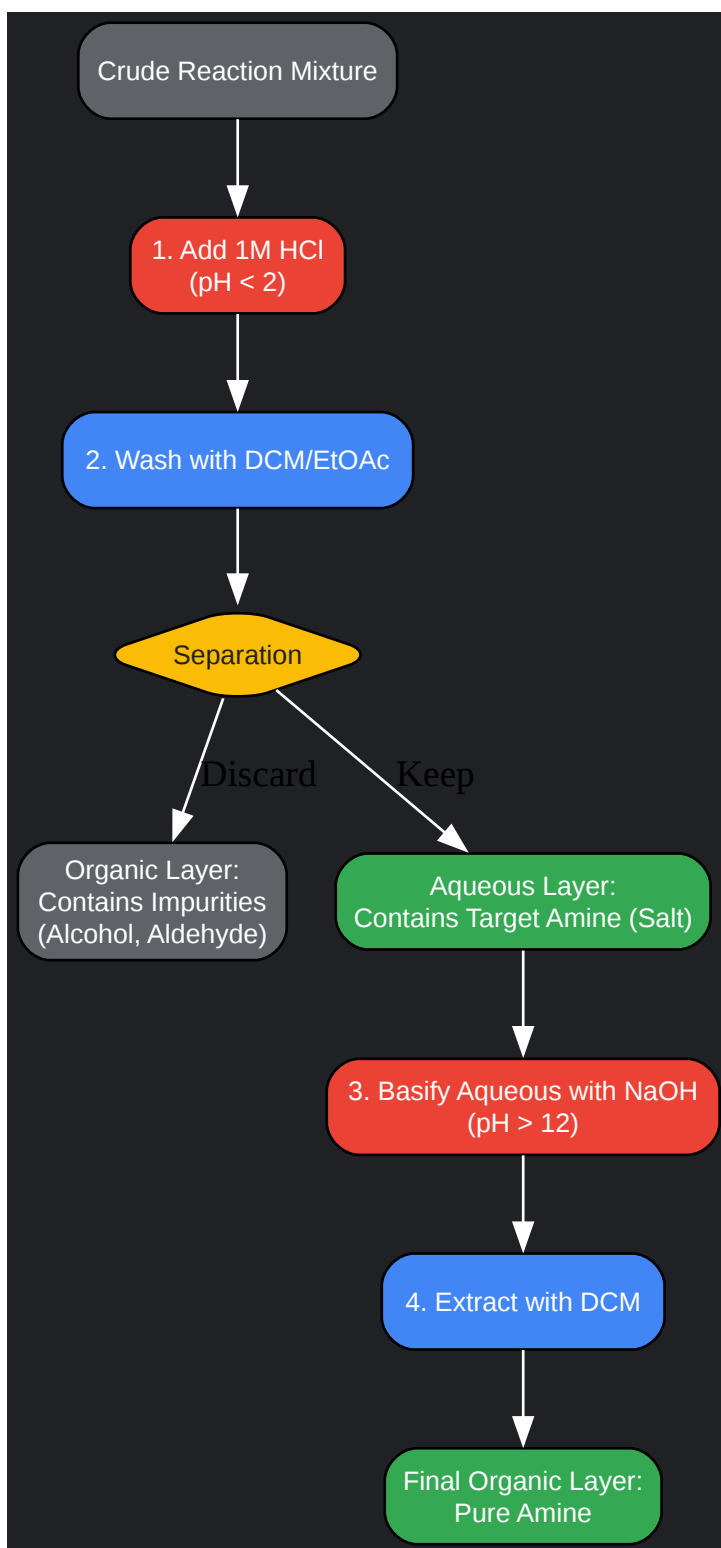 Crude Reaction Mixture
1. Add 1M HCl
(pH < 2)
2. Wash with DCM/EtOAc
Separation
Discard
Keep
Organic Layer:
Contains Impurities
(Alcohol, Aldehyde)
Aqueous Layer:
Contains Target Amine (Salt)
3. Basify Aqueous with NaOH
(pH > 12)
4. Extract with DCM
Final Organic Layer:
Pure Amine